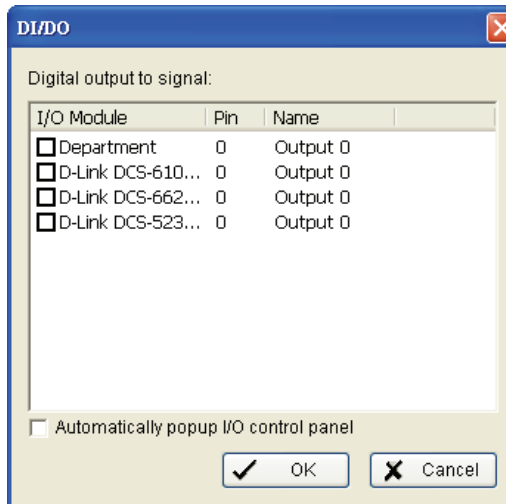 DI/DO
Digital output to signal:
I/O Module Pin Name
Department 0 Output 0
D-Link DCS-610... 0 Output 0
D-Link DCS-662... 0 Output 0
D-Link DCS-523... 0 Output 0
Automatically popup I/O control panel
OK Cancel